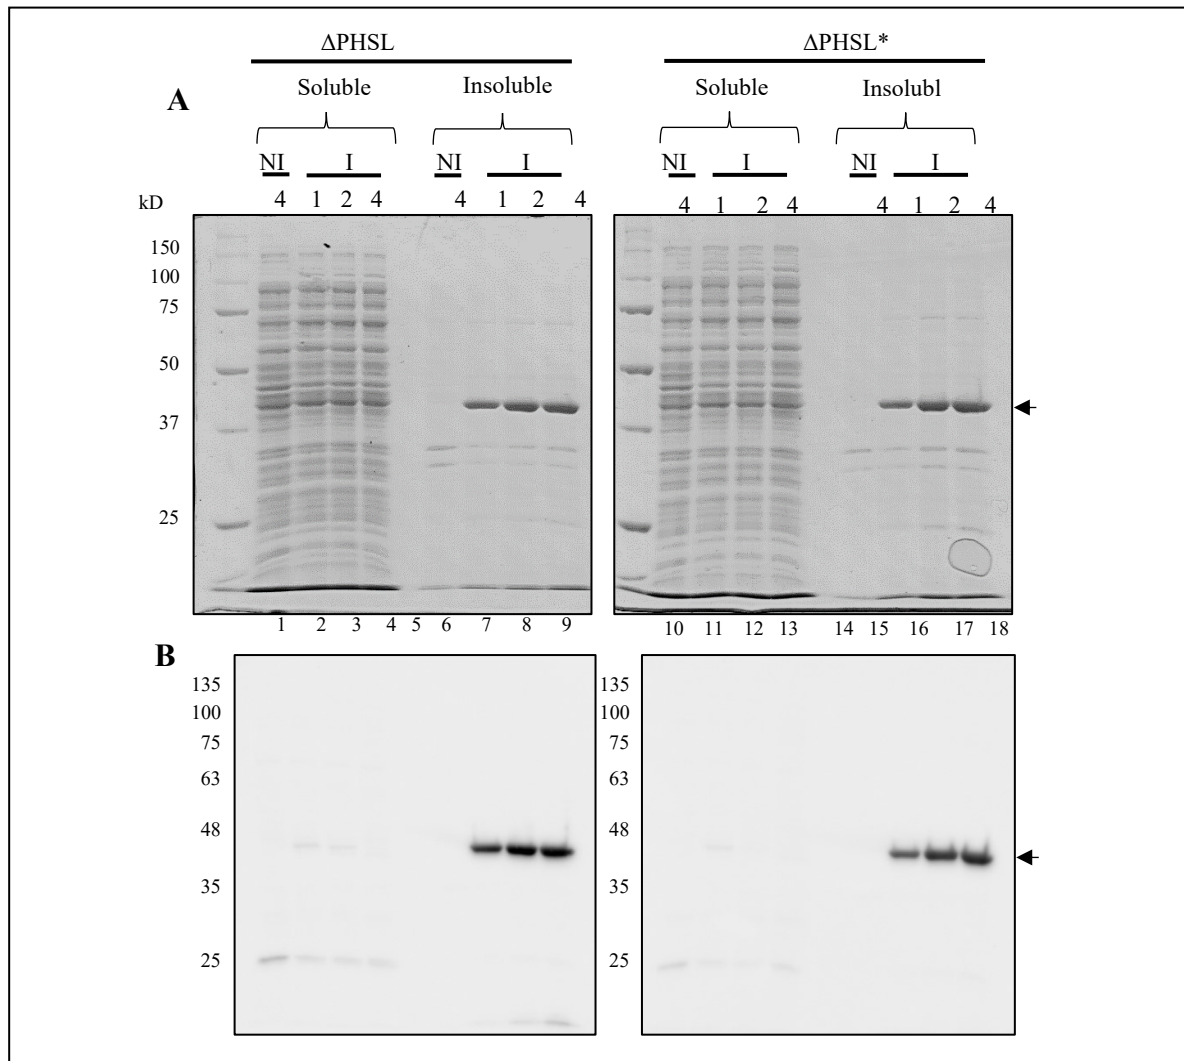 ΔPHSL ΔPHSL*
A Soluble Insoluble Soluble Insolubl
NI I NI I NI I NI I
kD 4 1 2 4 4 1 2 4 4 1 2 4 4 1 2 4
150
100
75
50
37
25
1 2 3 4 5 6 7 8 9 10 11 12 13 14 15 16 17 18
B
135 135
100 100
75 75
63 63
48 48
35 35
25 25